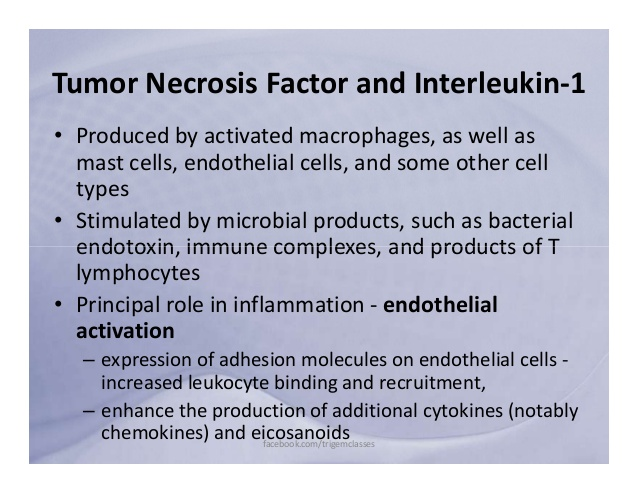 Tumor Necrosis Factor and Interleukin-1
• Produced by activated macrophages, as well as
mast cells, endothelial cells, and some other cell
types
• Stimulated by microbial products, such as bacterial
endotoxin, immune complexes, and products of T
lymphocytes
• Principal role in inflammation - endothelial
activation
– expression of adhesion molecules on endothelial cells -
increased leukocyte binding and recruitment,
– enhance the production of additional cytokines (notably
chemokines) and eicosanoids
facebook.com/trigemclasses